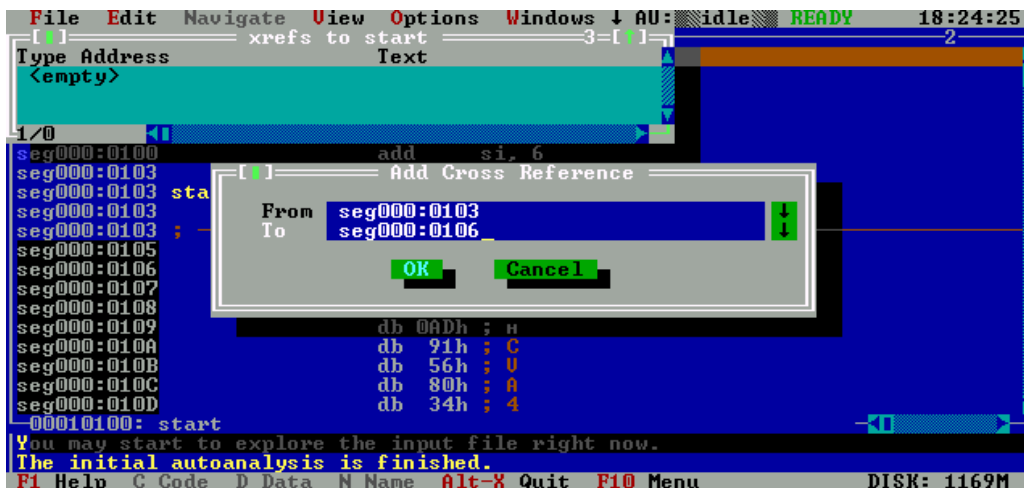 File Edit Navigate View Options Windows ↓ AU: idle READY 18:24:25
[ ] xrefs to start 3=[↑] 2
Type Address Text
<empty>
1/0
seg000:0100 add si, 6
seg000:0103 [ ] Add Cross Reference
seg000:0103 sta
seg000:0103 From seg000:0103 ↓
seg000:0103 ; To seg000:0106_ ↓
seg000:0105
seg000:0106 OK Cancel
seg000:0107
seg000:0108
seg000:0109 db 0ADh ; н
seg000:010A db 91h ; С
seg000:010B db 56h ; V
seg000:010C db 80h ; А
seg000:010D db 34h ; 4
00010100: start
You may start to explore the input file right now.
The initial autoanalysis is finished.
F1 Help C Code D Data N Name Alt-X Quit F10 Menu DISK: 1169M